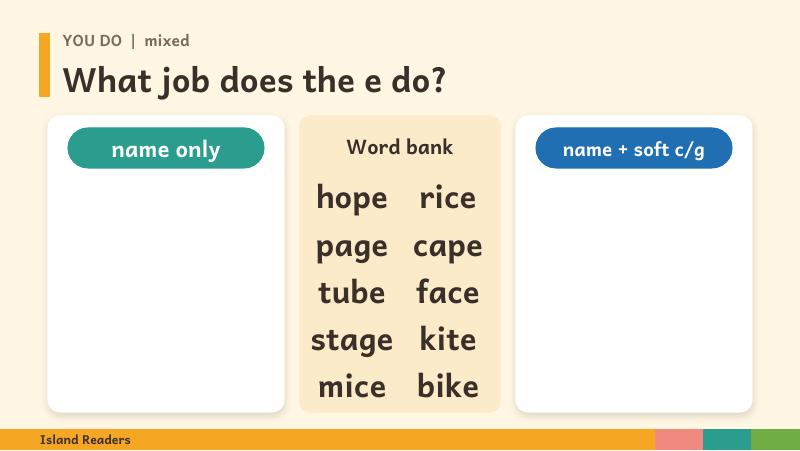 YOU DO | mixed
What job does the e do?
name only
Word bank
hope rice
page cape
tube face
stage kite
mice bike
name + soft c/g
Island Readers